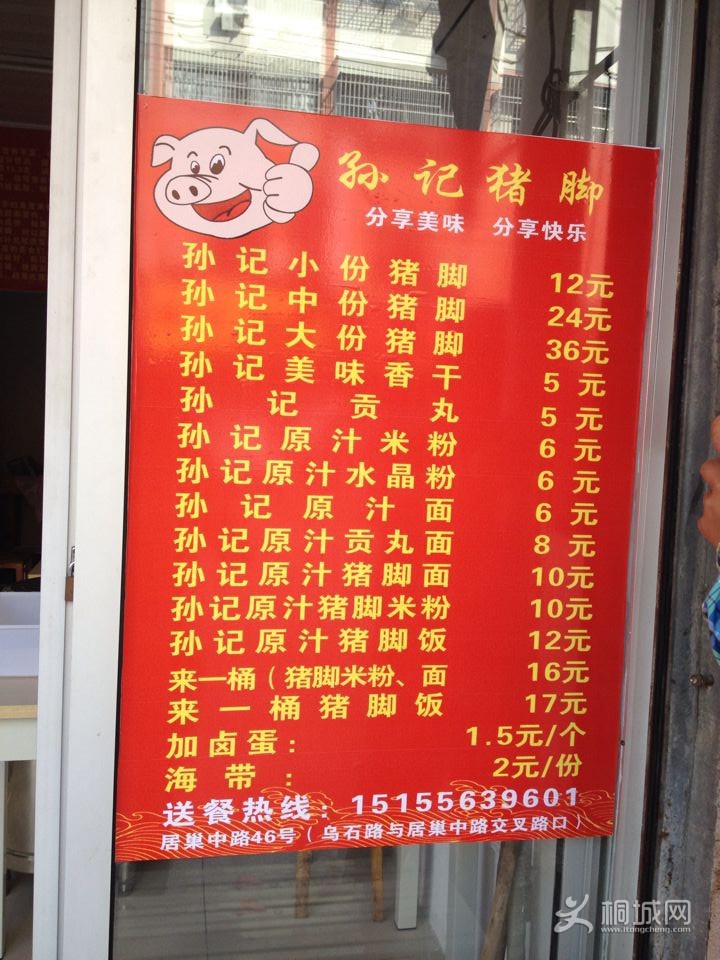 孙记猪脚
分享美味 分享快乐
孙记小份猪脚 12元
孙记中份猪脚 24元
孙记大份猪脚 36元
孙记美味香干 5元
孙记贡丸 5元
孙记原汁米粉 6元
孙记原汁水晶粉 6元
孙记原汁面 6元
孙记原汁贡丸面 8元
孙记原汁猪脚面 10元
孙记原汁猪脚米粉 10元
孙记原汁猪脚饭 12元
来一桶（猪脚米粉、面 16元
来一桶猪脚饭 17元
加卤蛋： 1.5元/个
海带： 2元/份
送餐热线：15155639601
居巢中路46号（乌石路与居巢中路交叉路口）
桐城网
www.itongcheng.com